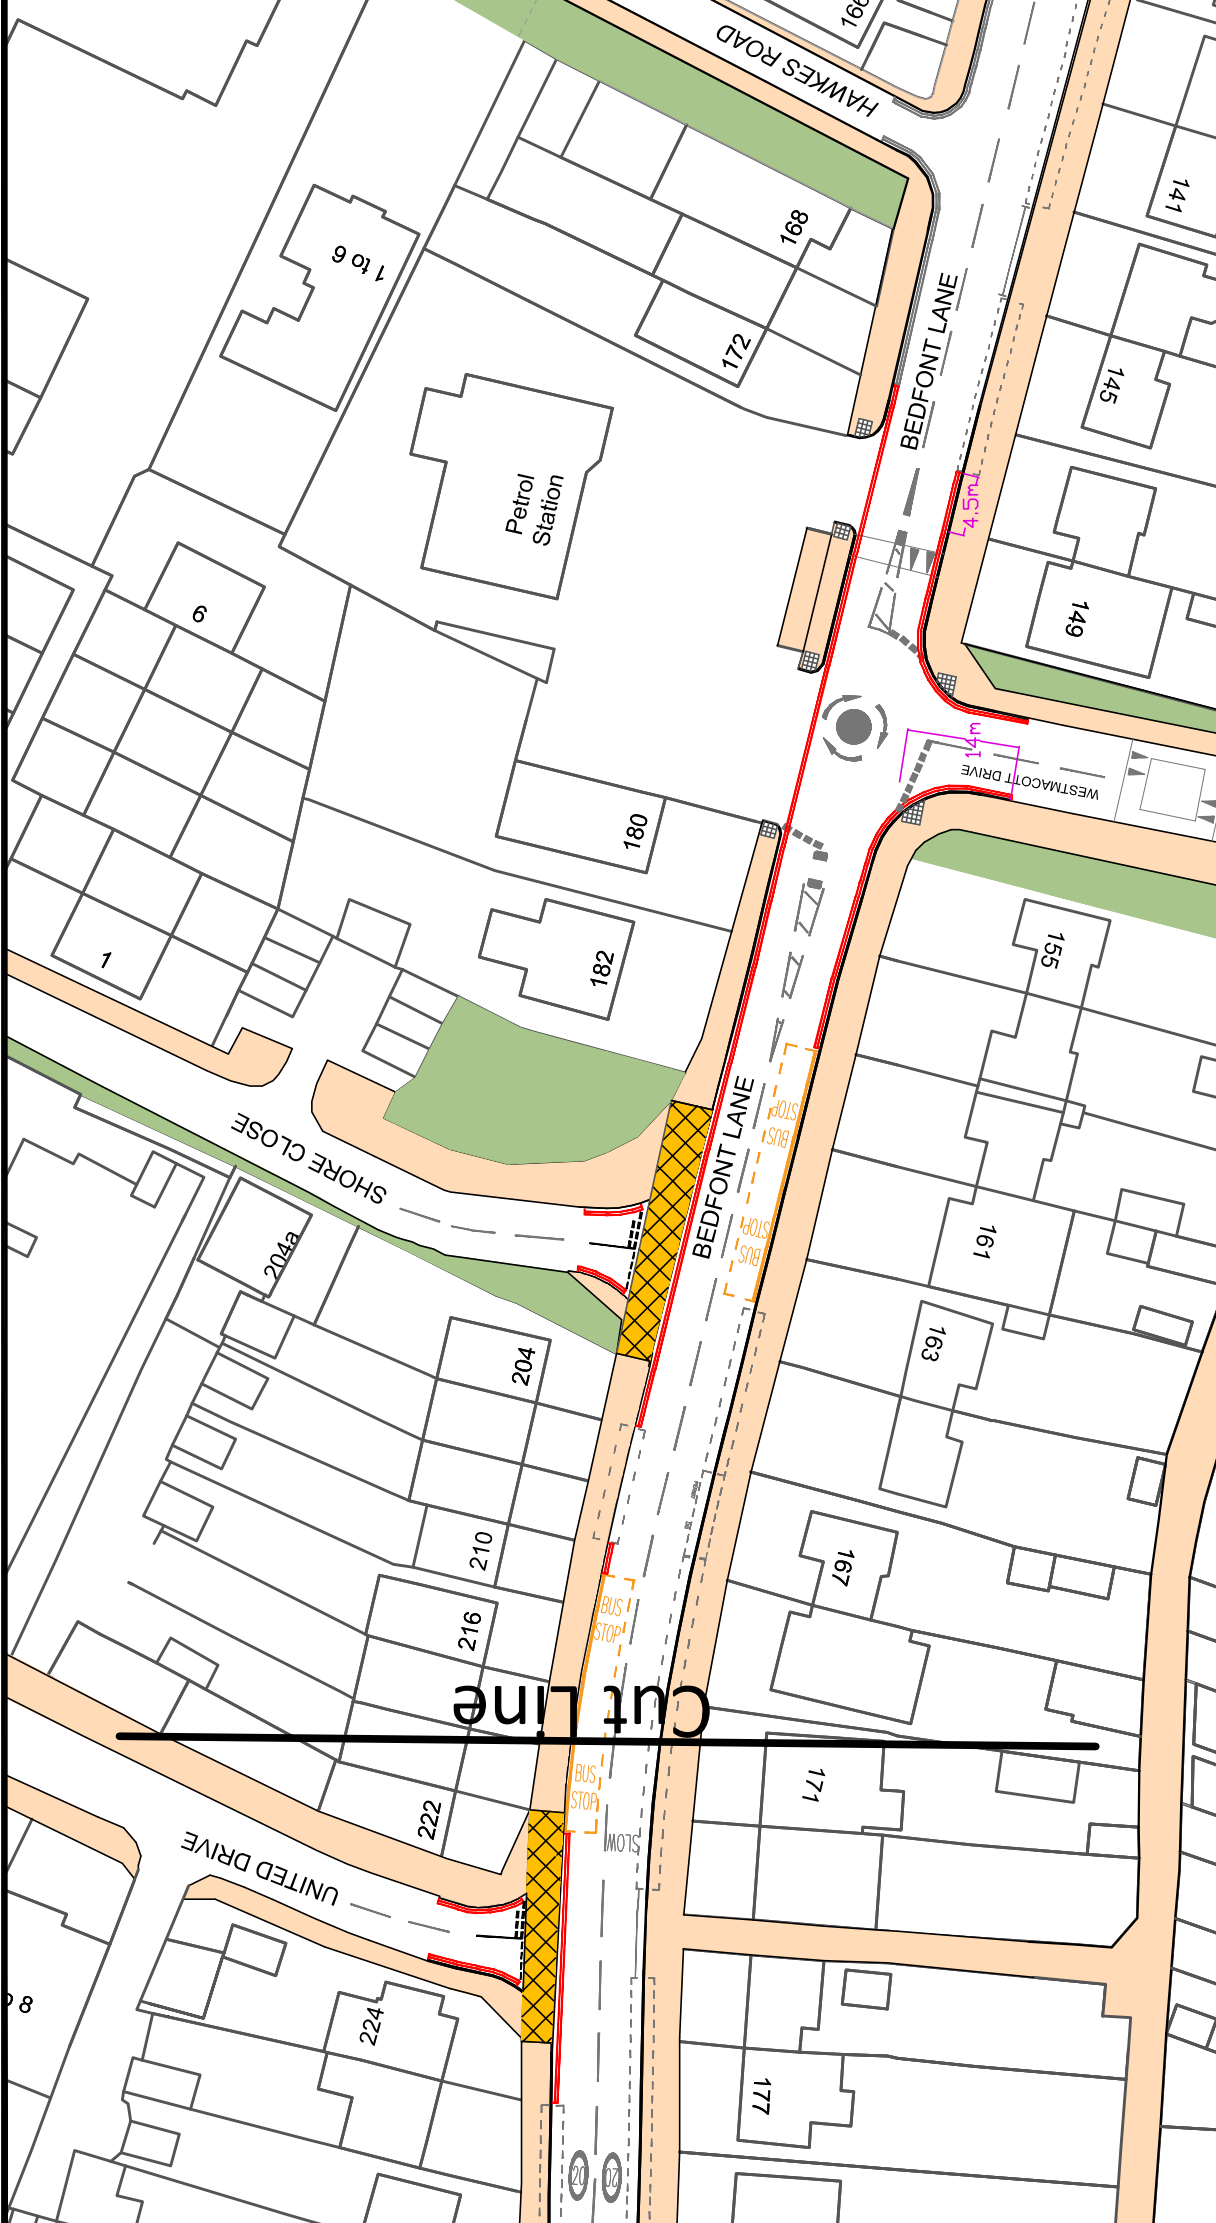 166
HAWKES ROAD
141
168
1 to 6
BEDFONT LANE
172
145
Petrol
Station
4.5m
6
149
14m
WESTMACOTT DRIVE
180
155
182
1
BEDFONT LANE
BUS
STOP
SHORE CLOSE
BUS
STOP
204a
161
204
163
210
167
BUS
STOP
216
Cut Line
BUS
STOP
171
222
SLOW
UNITED DRIVE
8
224
177
20
20